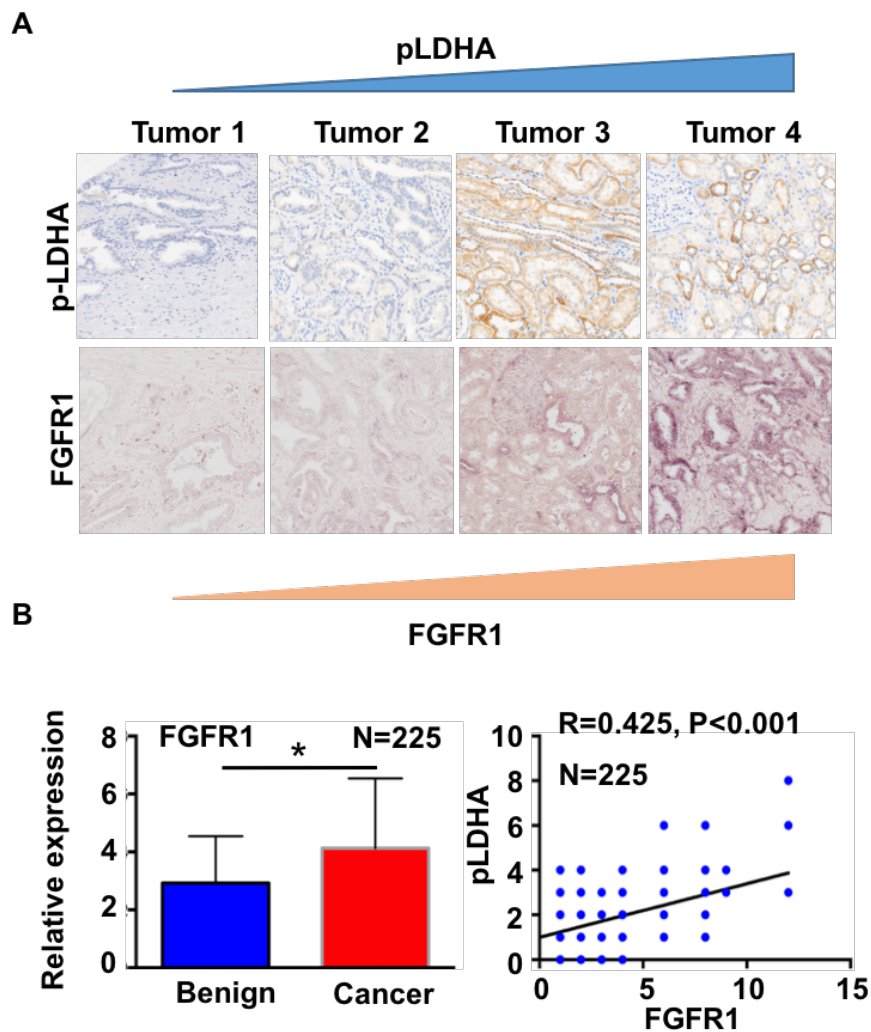 A
pLDHA
Tumor 1 Tumor 2 Tumor 3 Tumor 4
p-LDHA
FGFR1
FGFR1
B
Relative expression
8
6
4
2
0
FGFR1 * N=225
Benign Cancer
R=0.425, P<0.001
N=225
pLDHA
10
8
6
4
2
0
0 5 10 15
FGFR1